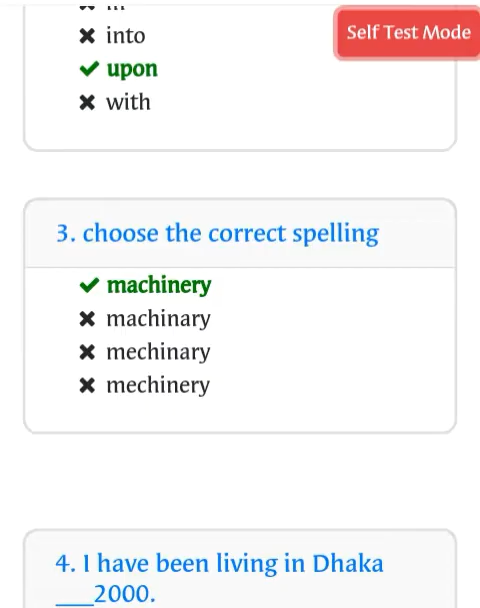 Self Test Mode
into
upon
with
3. choose the correct spelling
machinery
machinary
mechinary
mechinery
4. I have been living in Dhaka
___2000.